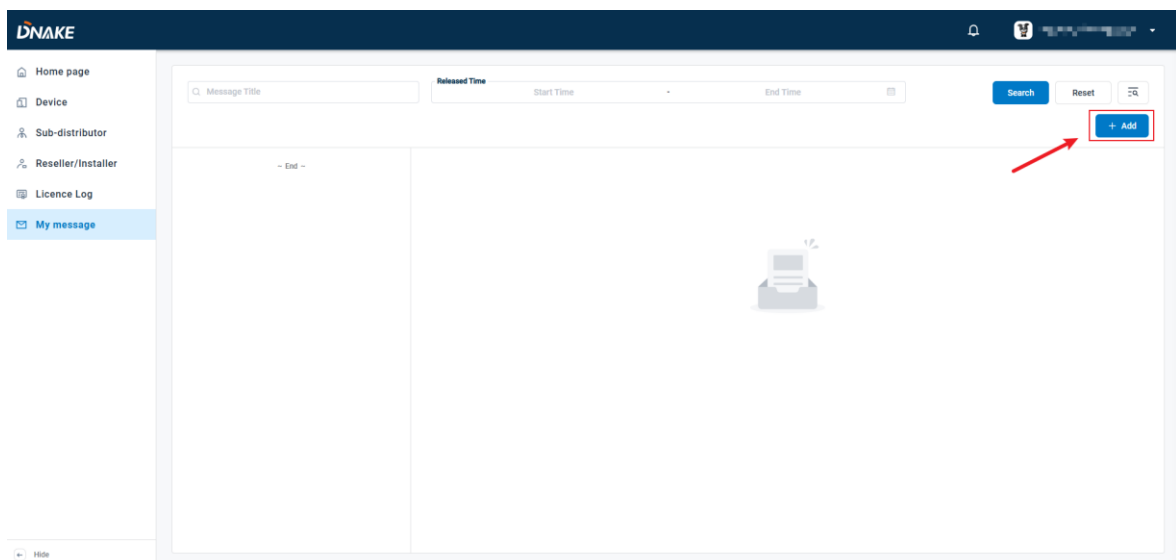 DNAKE
Home page
Device
Sub-distributor
Reseller/Installer
Licence Log
My message
Hide
Message Title
Released Time
Start Time - End Time
Search
Reset
+ Add
~ End ~